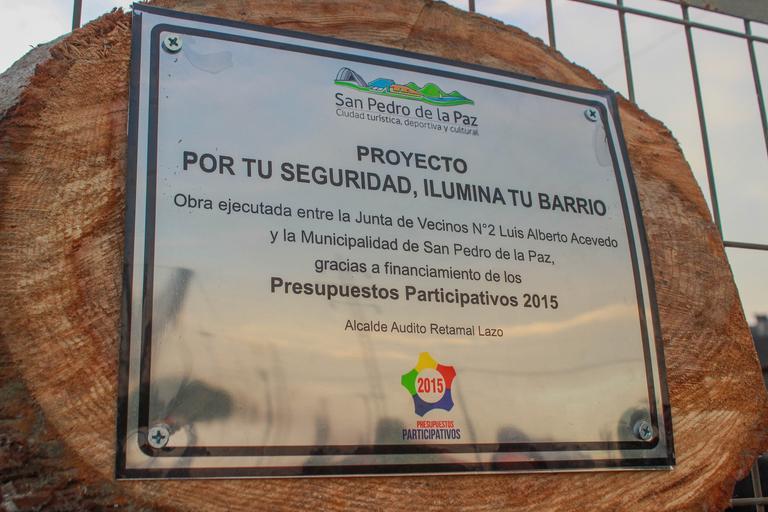 San Pedro de la Paz
Ciudad turística, deportiva y cultural
PROYECTO
POR TU SEGURIDAD, ILUMINA TU BARRIO
Obra ejecutada entre la Junta de Vecinos N°2 Luis Alberto Acevedo
y la Municipalidad de San Pedro de la Paz,
gracias a financiamiento de los
Presupuestos Participativos 2015
Alcalde Audito Retamal Lazo
2015
PRESUPUESTOS
PARTICIPATIVOS